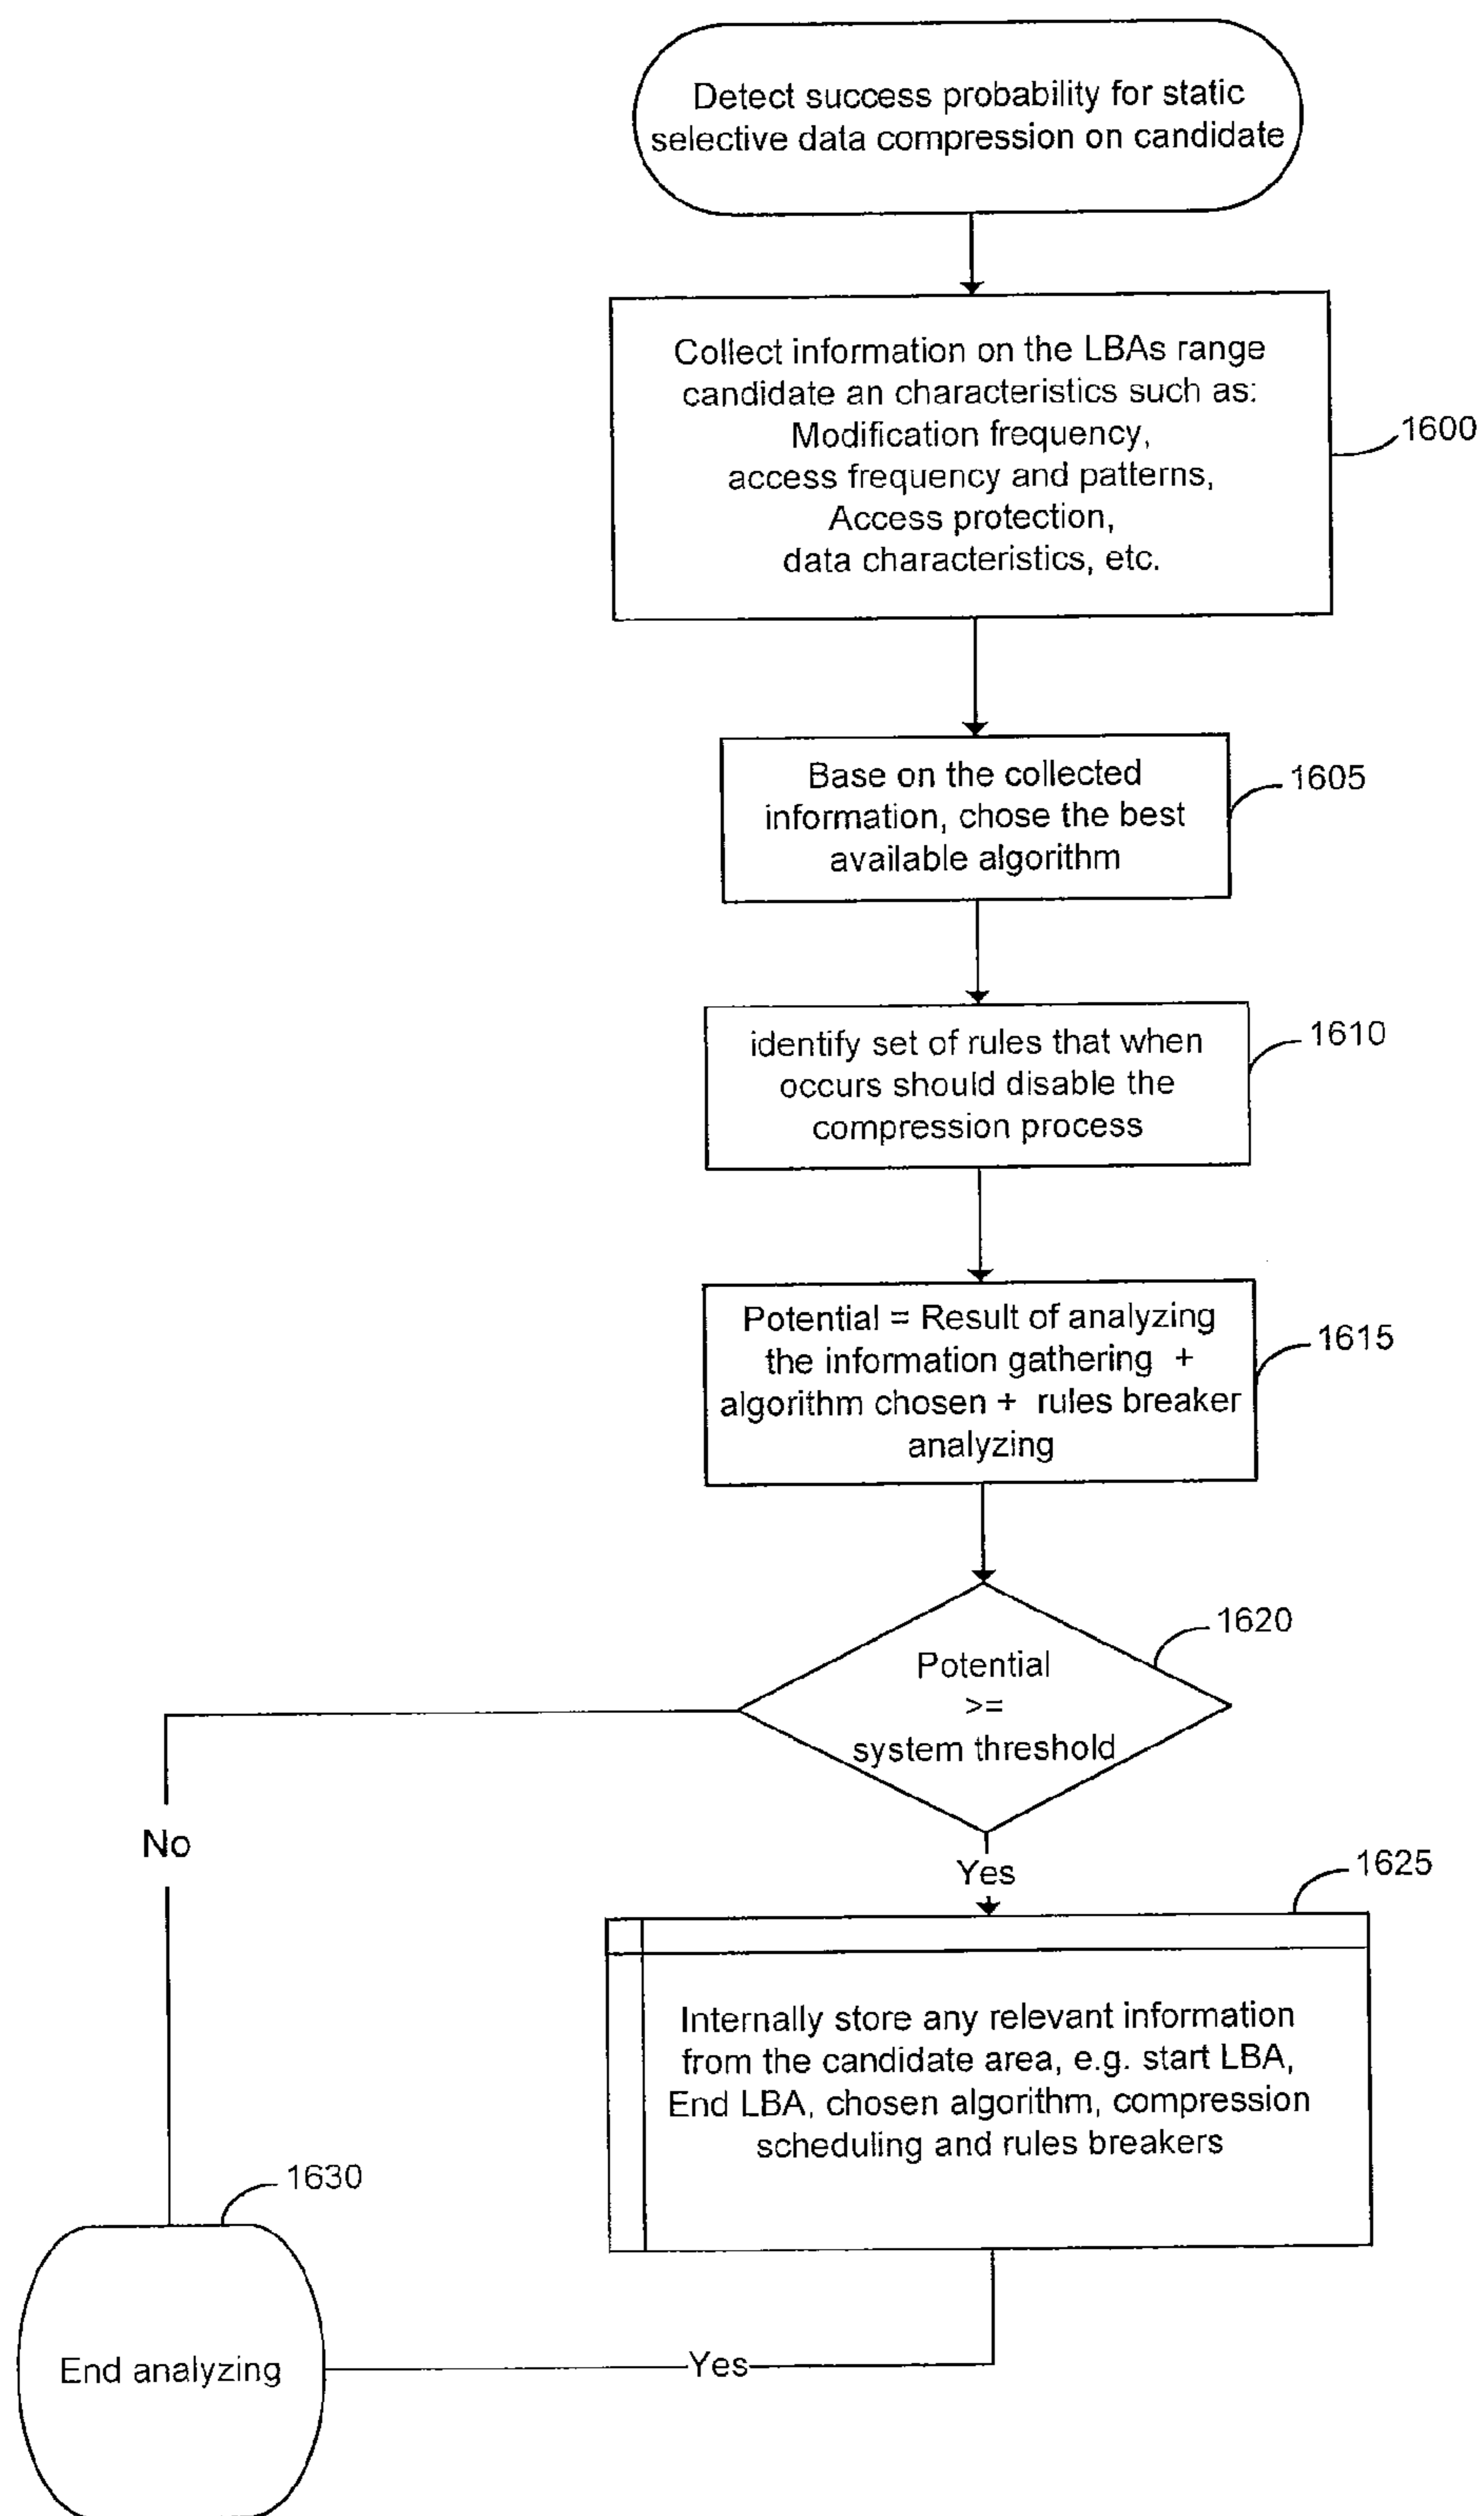 Detect success probability for static
selective data compression on candidate
Collect information on the LBAs range
candidate an characteristics such as:
Modification frequency,
access frequency and patterns,
Access protection,
data characteristics, etc.
1600
Base on the collected
information, chose the best
available algorithm
1605
identify set of rules that when
occurs should disable the
compression process
1610
Potential = Result of analyzing
the information gathering +
algorithm chosen + rules breaker
analyzing
1615
Potential
>=
system threshold
1620
No
Yes
1625
Internally store any relevant information
from the candidate area, e.g. start LBA,
End LBA, chosen algorithm, compression
scheduling and rules breakers
1630
End analyzing
Yes